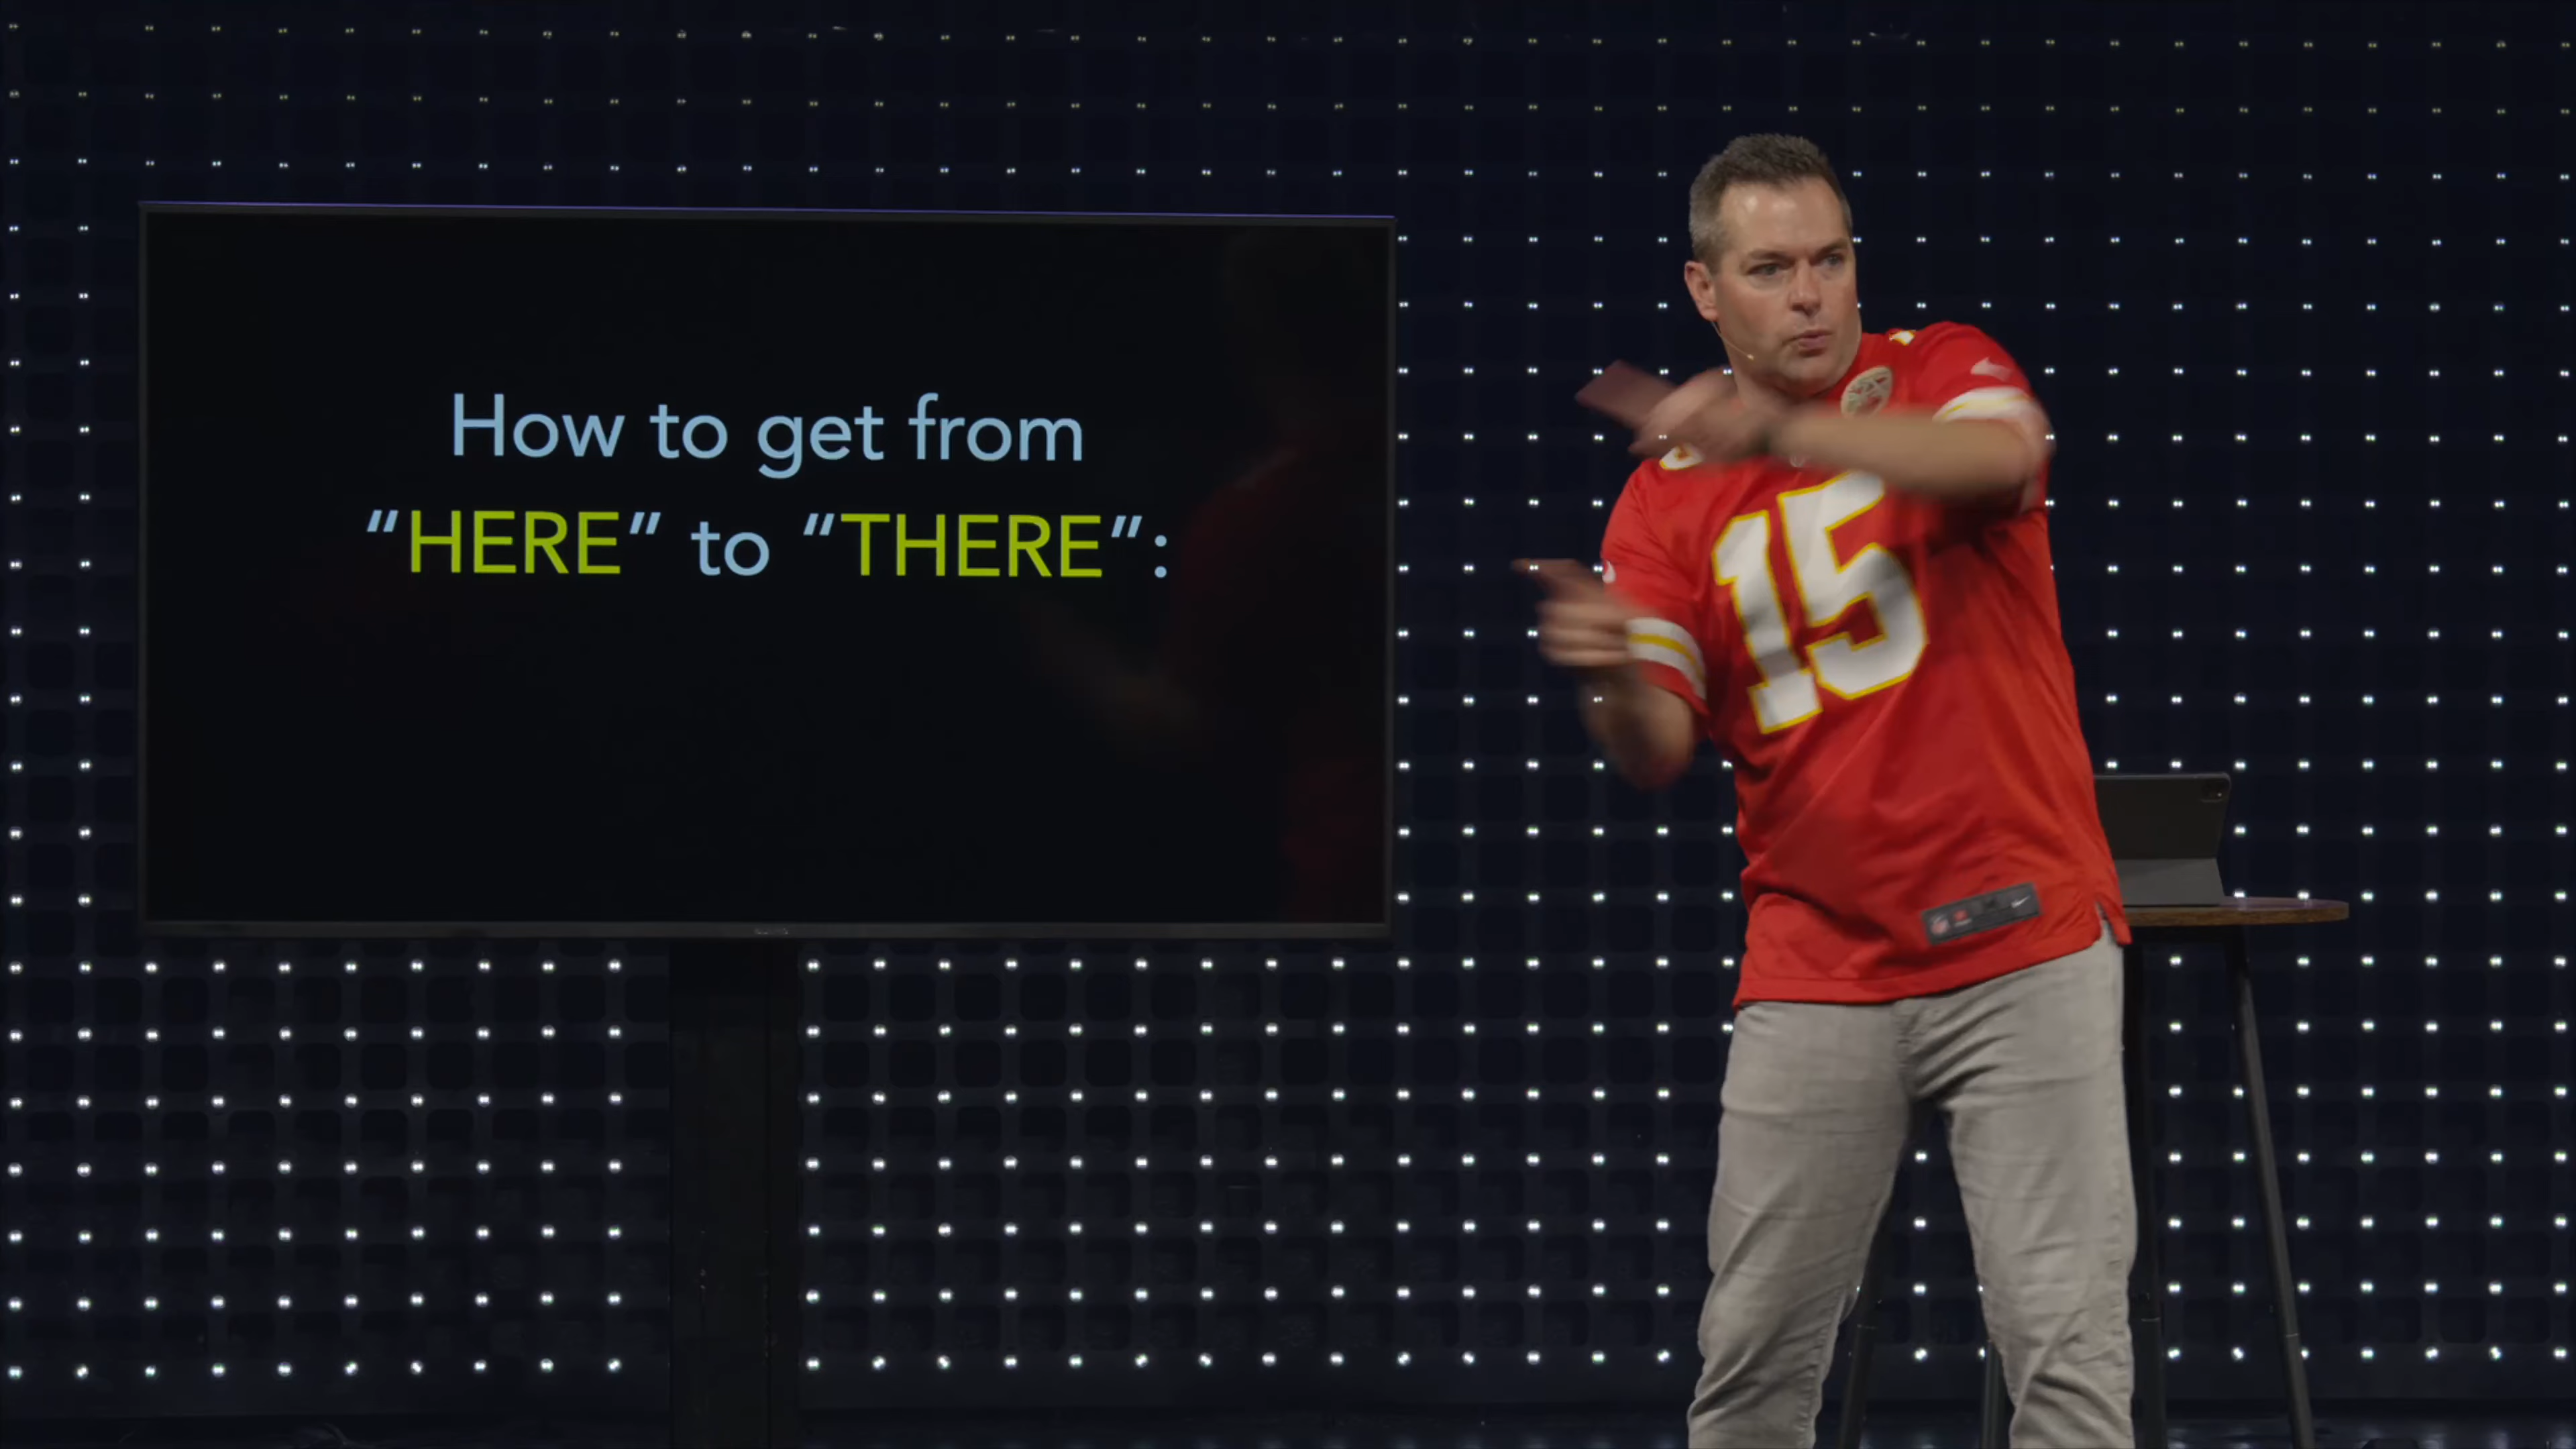 How to get from
“HERE” to “THERE”:
15